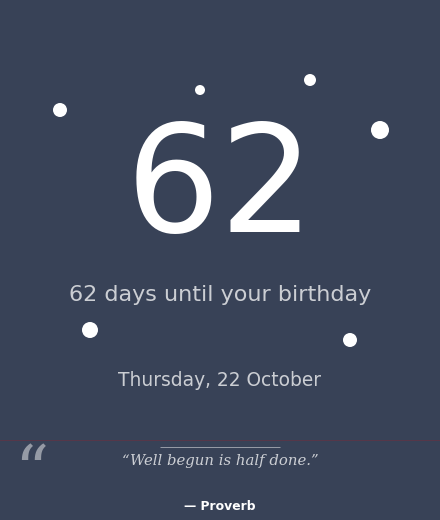 62
62 days until your birthday
Thursday, 22 October
“
“Well begun is half done.”
— Proverb